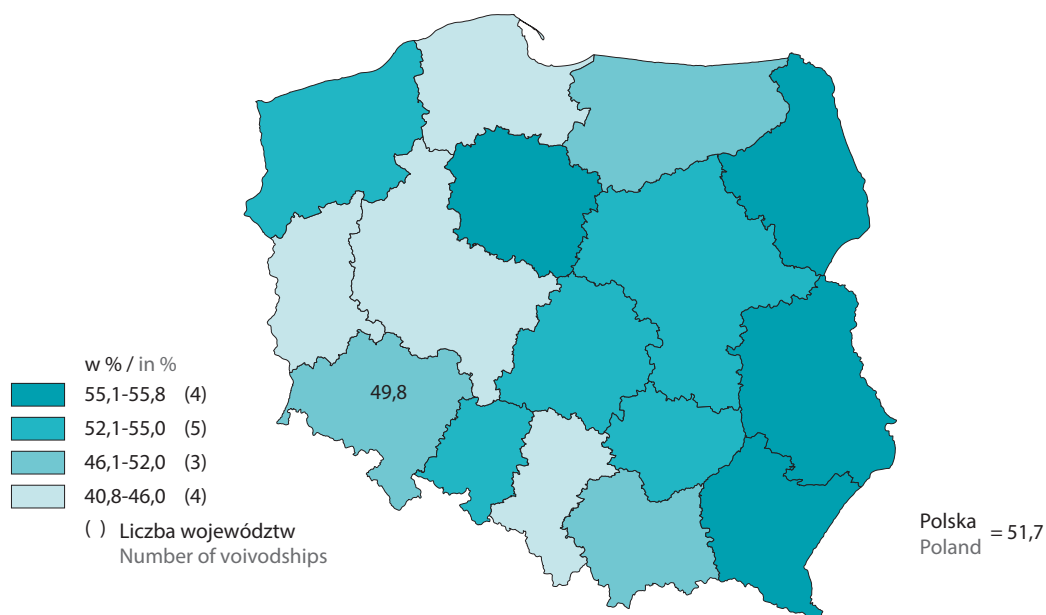 49,8
w % / in %
55,1-55,8 (4)
52,1-55,0 (5)
46,1-52,0 (3)
40,8-46,0 (4)
( ) Liczba województw
Number of voivodships
Polska
Poland = 51,7